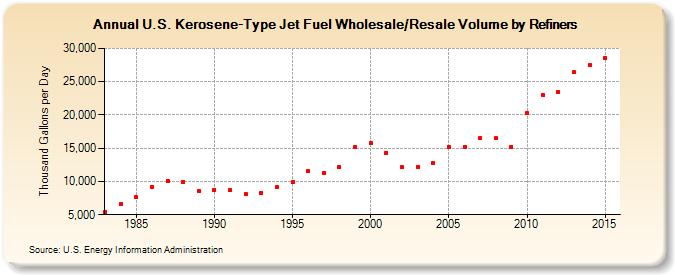 Annual U.S. Kerosene-Type Jet Fuel Wholesale/Resale Volume by Refiners
Thousand Gallons per Day
30,000
25,000
20,000
15,000
10,000
5,000
1985 1990 1995 2000 2005 2010 2015
Source: U.S. Energy Information Administration